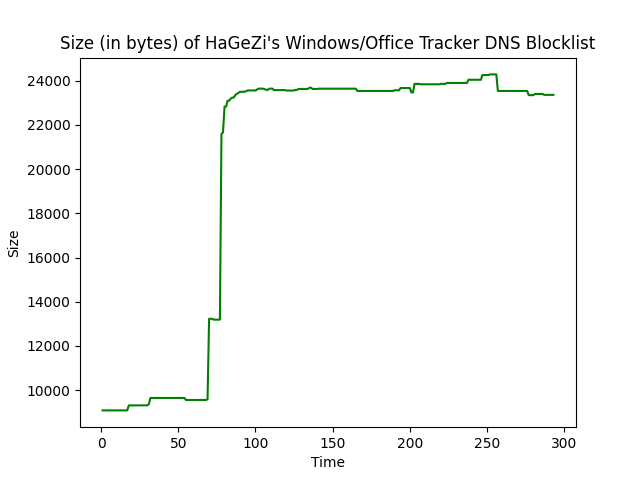 Size (in bytes) of HaGeZi's Windows/Office Tracker DNS Blocklist
24000
22000
20000
18000
16000
14000
12000
10000
Size
0 50 100 150 200 250 300
Time